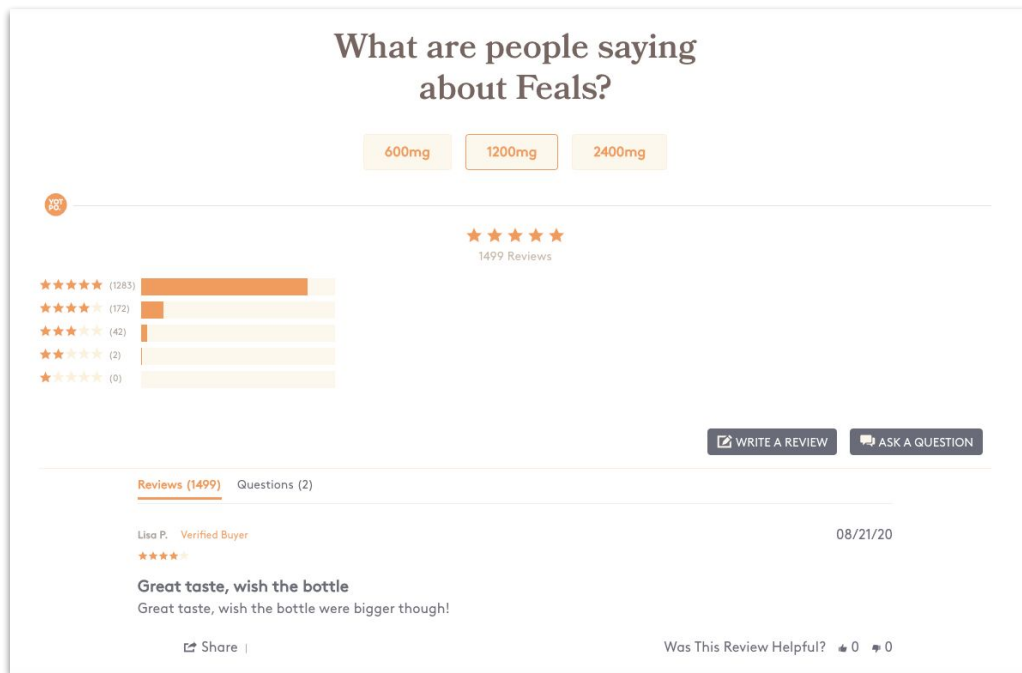 What are people saying
about Feals?
600mg 1200mg 2400mg
YOT
PO.
1499 Reviews
(1283)
(172)
(42)
(2)
(0)
WRITE A REVIEW ASK A QUESTION
Reviews (1499) Questions (2)
Lisa P. Verified Buyer 08/21/20
Great taste, wish the bottle
Great taste, wish the bottle were bigger though!
Share | Was This Review Helpful? 0 0